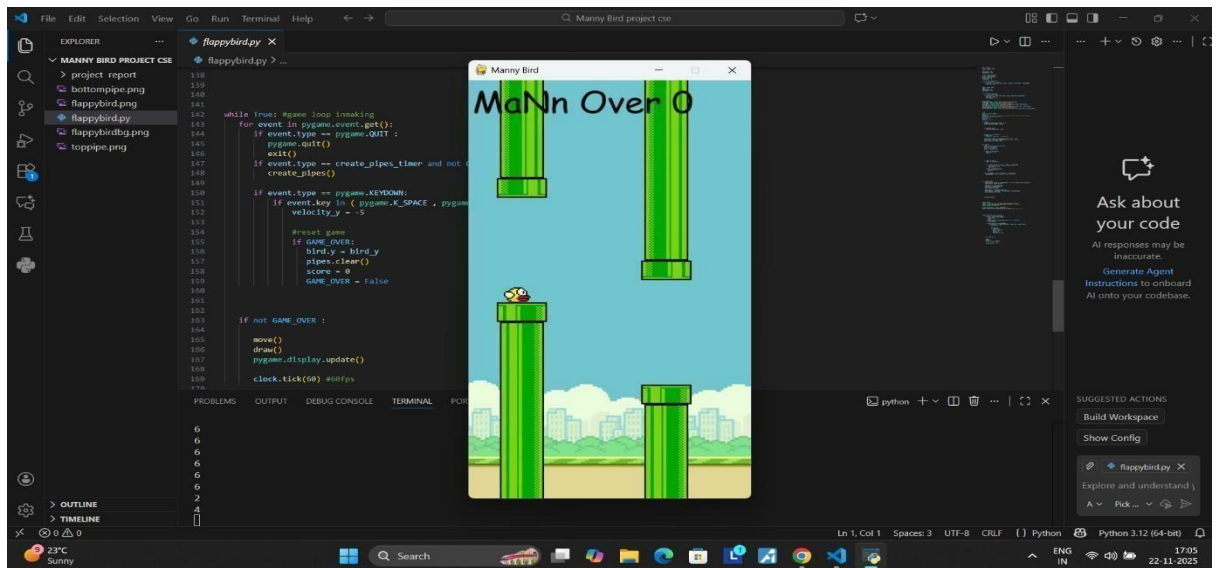 File Edit Selection View Go Run Terminal Help
Manny Bird project cse
EXPLORER
MANNY BIRD PROJECT CSE
project report
bottompipe.png
flappybird.png
flappybird.py
flappybirdbg.png
toppipe.png
OUTLINE
TIMELINE
flappybird.py
flappybird.py > ...
138
139
140
141
142 while True: #game loop inmaking
143 for event in pygame.event.get():
144 if event.type == pygame.QUIT :
145 pygame.quit()
146 exit()
147 if event.type == create_pipes_timer and not
148 create_pipes()
149
150 if event.type == pygame.KEYDOWN:
151 if event.key in ( pygame.K_SPACE , pygam
152 velocity_y = -5
153
154 #reset game
155 if GAME_OVER:
156 bird.y = bird_y
157 pipes.clear()
158 score = 0
159 GAME_OVER = False
160
161
162
163 if not GAME_OVER :
164
165 move()
166 draw()
167 pygame.display.update()
168
169 clock.tick(60) #60fps
Manny Bird
MaNn Over 0
PROBLEMS OUTPUT DEBUG CONSOLE TERMINAL POR
python
6
6
6
6
6
6
2
4
Ask about
your code
AI responses may be
inaccurate.
Generate Agent
Instructions to onboard
AI onto your codebase.
SUGGESTED ACTIONS
Build Workspace
Show Config
flappybird.py
Explore and understand y
Pick ...
0 0
Ln 1, Col 1 Spaces: 3 UTF-8 CRLF {} Python Python 3.12 (64-bit)
9
23°C
Sunny
Search
ENG
IN
17:05
22-11-2025